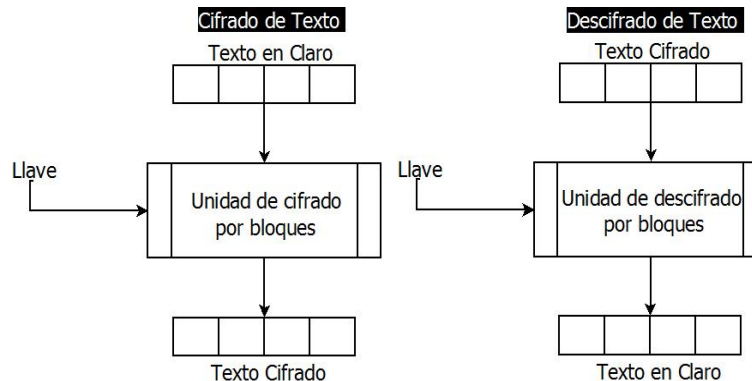 Cifrado de Texto
Texto en Claro
Llave
Unidad de cifrado
por bloques
Texto Cifrado
Descifrado de Texto
Texto Cifrado
Llave
Unidad de descifrado
por bloques
Texto en Claro